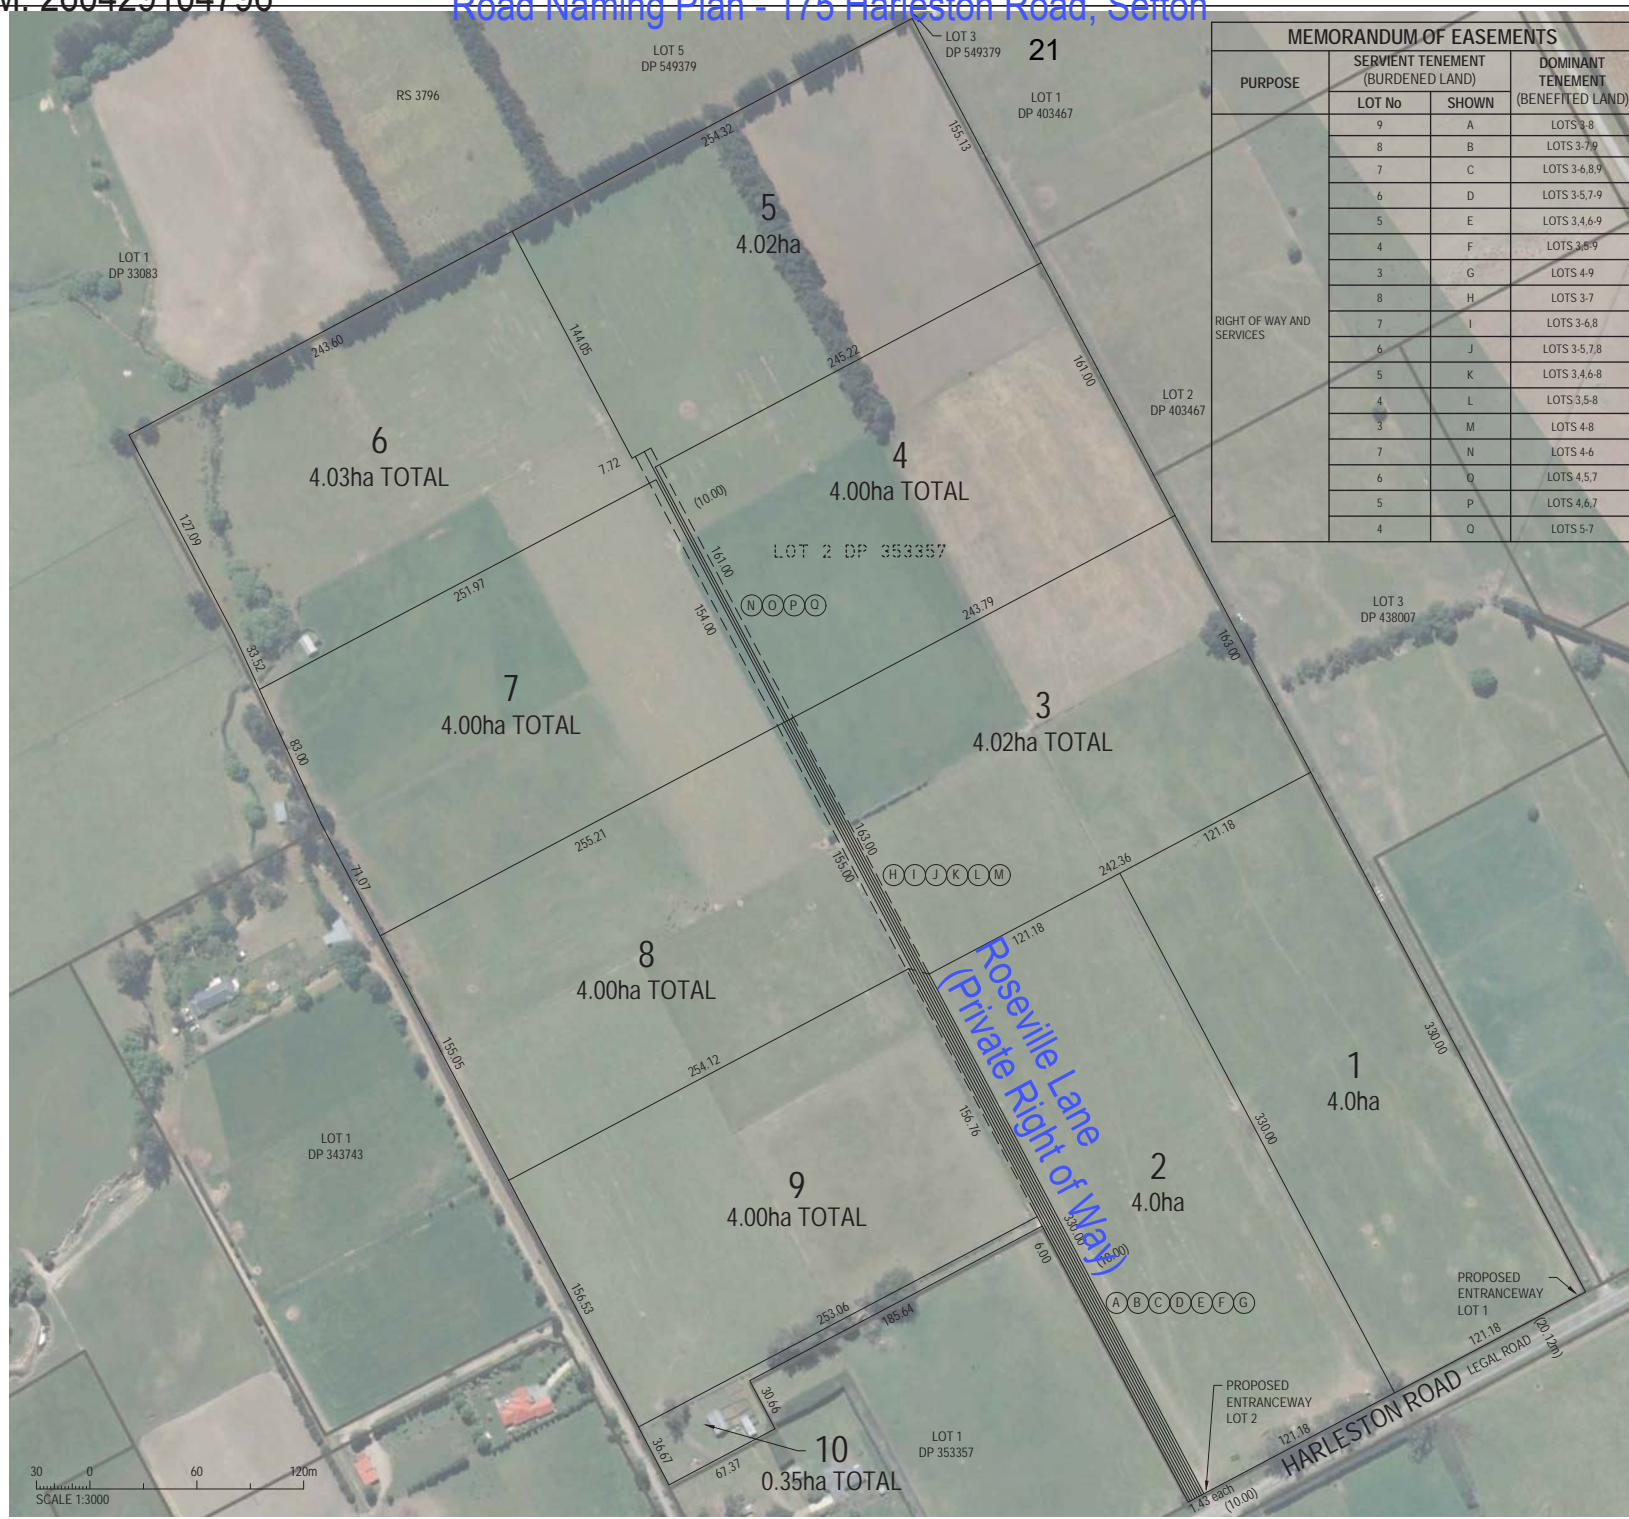 M: 260429104796
Road Naming Plan - 175 Harleston Road, Sefton
21
MEMORANDUM OF EASEMENTS
PURPOSE
SERVIENT TENEMENT
(BURDENED LAND)
DOMINANT
TENEMENT
(BENEFITED LAND)
LOT No SHOWN
RIGHT OF WAY AND
SERVICES
9 A LOTS 3-8
8 B LOTS 3-7,9
7 C LOTS 3-6,8,9
6 D LOTS 3-5,7-9
5 E LOTS 3,4,6-9
4 F LOTS 3,5-9
3 G LOTS 4-9
8 H LOTS 3-7
7 I LOTS 3-6,8
6 J LOTS 3-5,7,8
5 K LOTS 3,4,6-8
4 L LOTS 3,5-8
3 M LOTS 4-8
7 N LOTS 4-6
6 O LOTS 4,5,7
5 P LOTS 4,6,7
4 Q LOTS 5-7
LOT 5
DP 549379
LOT 3
DP 549379
RS 3796
LOT 1
DP 403467
254.32
155.13
5
4.02ha
LOT 1
DP 33083
243.60
144.05
245.22
161.00
LOT 2
DP 403467
6
4.03ha TOTAL
4
4.00ha TOTAL
7.72
(10.00)
127.09
LOT 2 DP 353357
161.00
251.97
154.00
N O P Q
243.79
LOT 3
DP 438007
33.52
163.00
7
4.00ha TOTAL
3
4.02ha TOTAL
83.00
255.21
163.00
155.00
121.18
242.36
71.07
H I J K L M
121.18
8
4.00ha TOTAL
Roseville Lane
(Private Right of Way)
155.05
254.12
330.00
1
4.0ha
156.76
330.00
LOT 1
DP 343743
2
4.0ha
9
4.00ha TOTAL
330.00
(10.00)
6.00
156.53
253.06
185.64
A B C D E F G
PROPOSED
ENTRANCEWAY
LOT 1
121.18
(20.12m)
LEGAL ROAD
HARLESTON ROAD
PROPOSED
ENTRANCEWAY
LOT 2
121.18
30.66
36.67
67.37
10
0.35ha TOTAL
LOT 1
DP 353357
1.43 each
(10.00)
30 0 60 120m
SCALE 1:3000